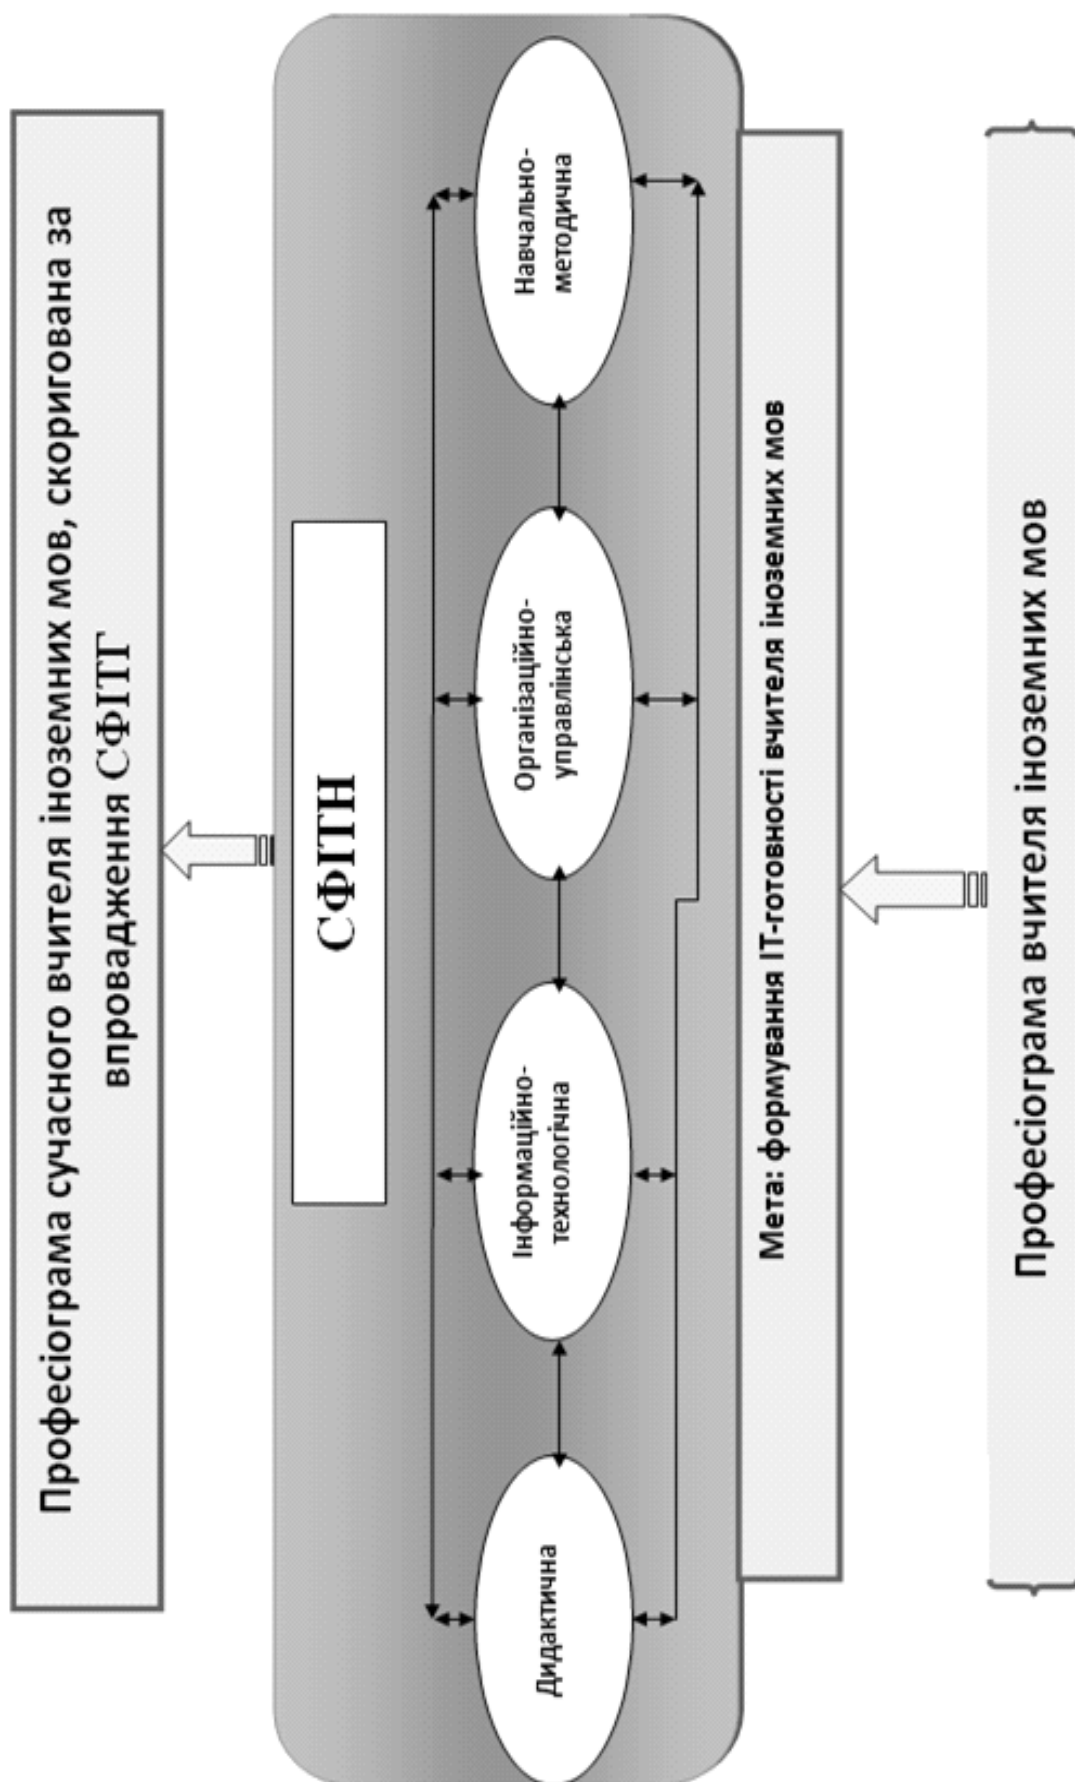 Професіограма сучасного вчителя іноземних мов, скоригована за
впровадження СФІТГ
СФІТН
Дидактична
Інформаційно-
технологічна
Організаційно-
управлінська
Навчально-
методична
Мета: формування ІТ-готовності вчителя іноземних мов
Професіограма вчителя іноземних мов